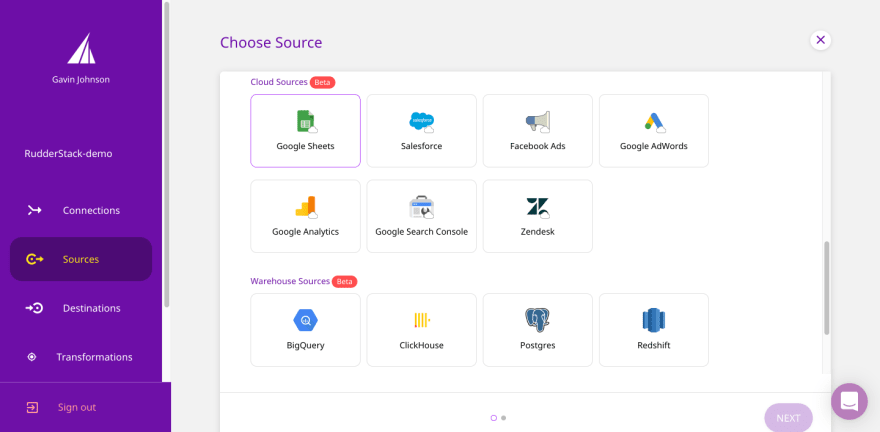 Gavin Johnson
RudderStack-demo
Connections
Sources
Destinations
Transformations
Sign out
Choose Source
Cloud Sources Beta
Google Sheets
salesforce
Salesforce
Facebook Ads
Google AdWords
Google Analytics
Google Search Console
Zendesk
Warehouse Sources Beta
BigQuery
ClickHouse
Postgres
Redshift
NEXT